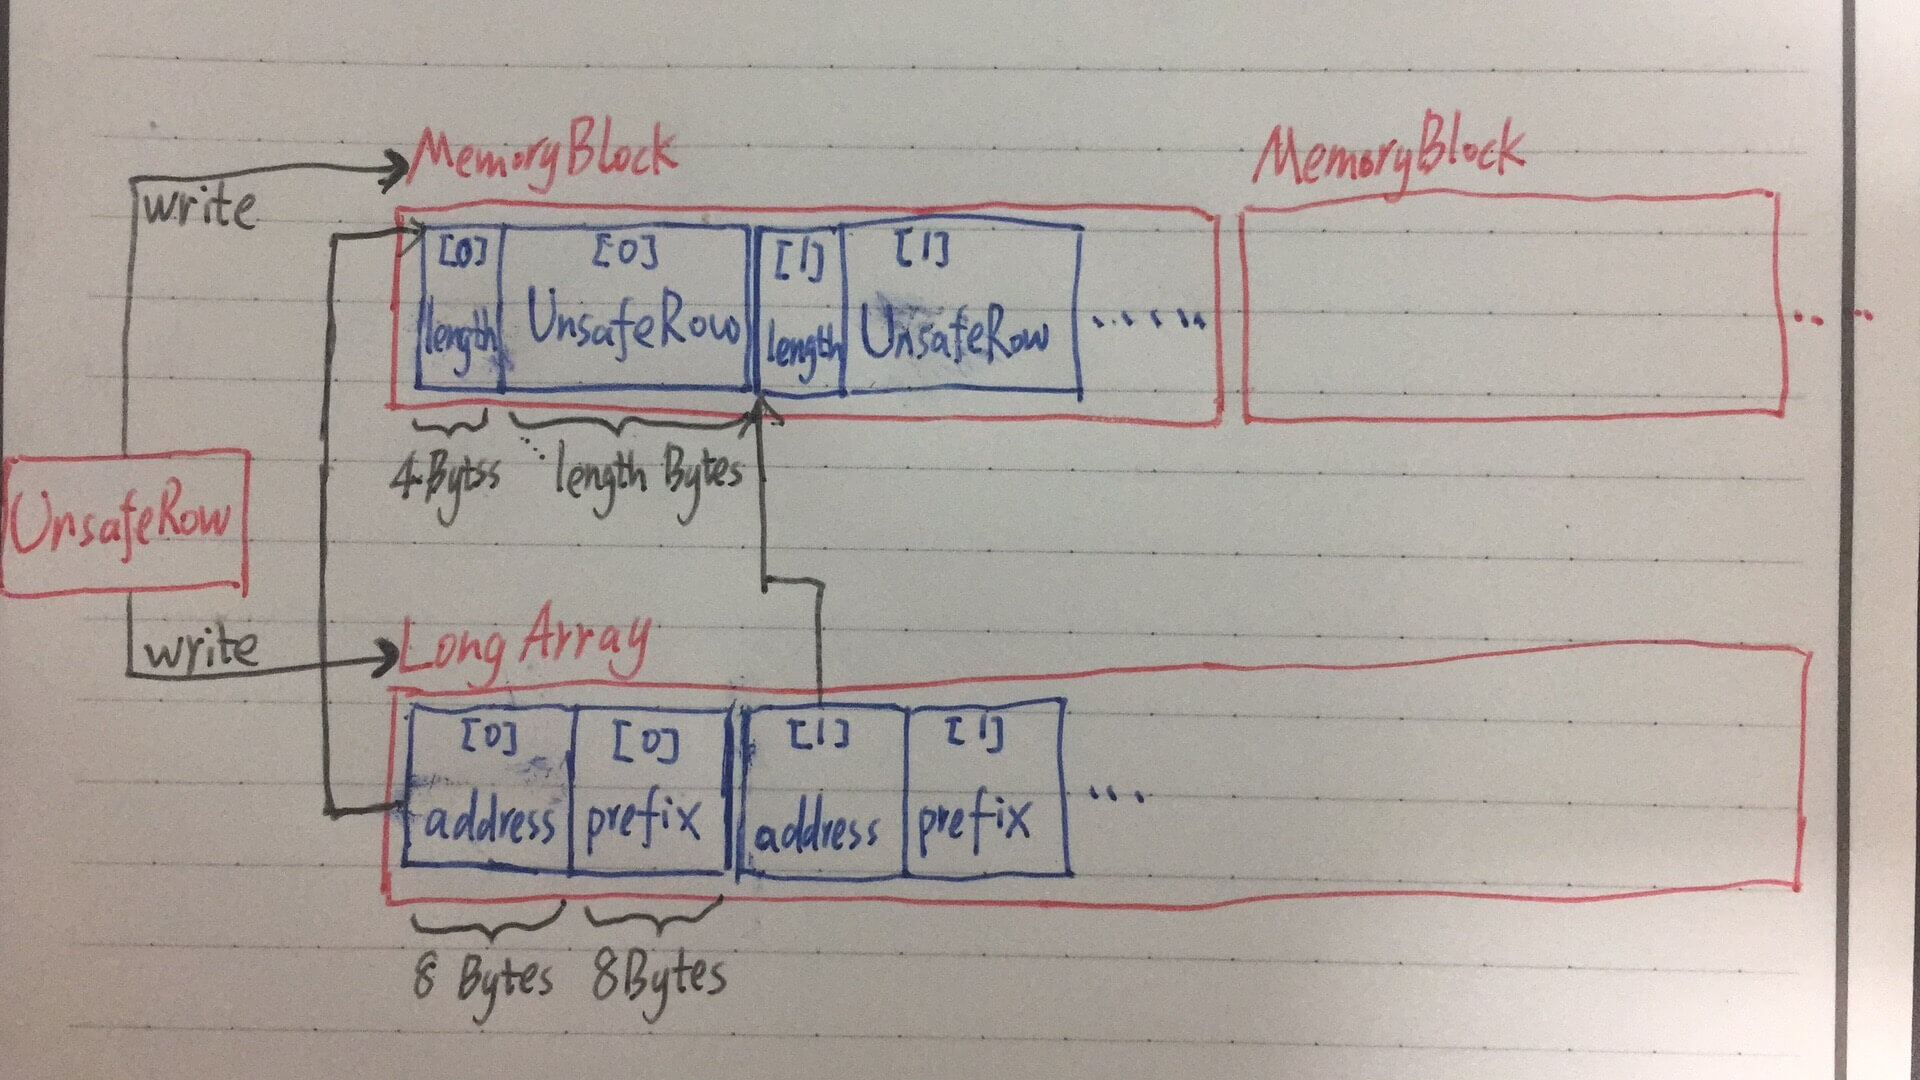 MemoryBlock MemoryBlock
write
[0] [0] [1] [1]
length UnsafeRow length UnsafeRow ......
4 Bytss length Bytes
UnsafeRow
write
Long Array
[0] [0] [1] [1]
address prefix address prefix ...
8 Bytes 8Bytes